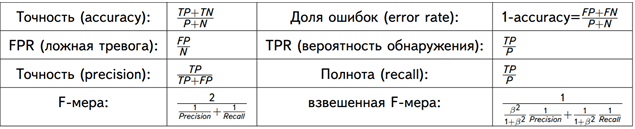 Точность (accuracy): $\frac{TP+TN}{P+N}$ Доля ошибок (error rate): 1-accuracy=$\frac{FP+FN}{P+N}$
FPR (ложная тревога): $\frac{FP}{N}$ TPR (вероятность обнаружения): $\frac{TP}{P}$
Точность (precision): $\frac{TP}{TP+FP}$ Полнота (recall): $\frac{TP}{P}$
F-мера: $\frac{2}{\frac{1}{Precision}+\frac{1}{Recall}}$ взвешенная F-мера: $\frac{1}{\frac{\beta^2}{1+\beta^2}\frac{1}{Precision}+\frac{1}{1+\beta^2}\frac{1}{Recall}}$